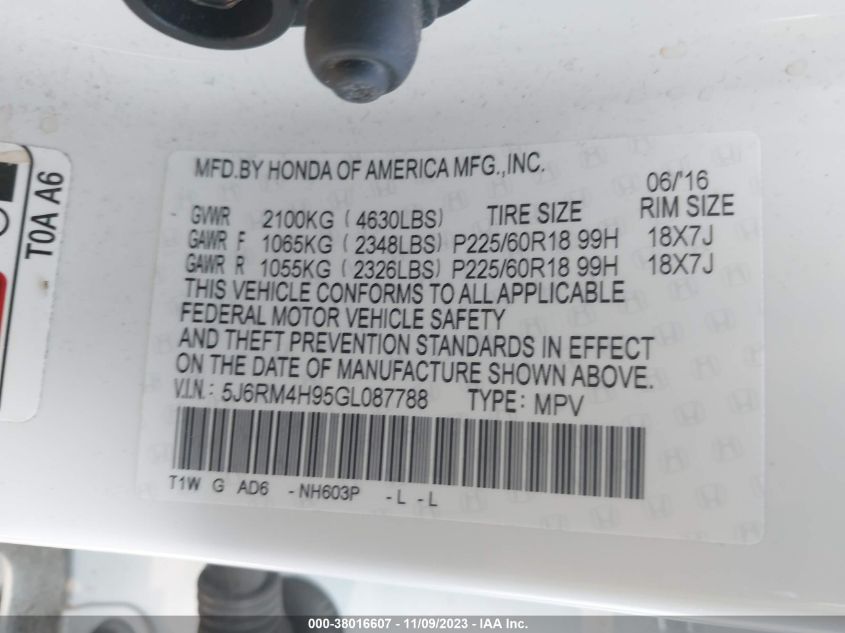 T0A A6
MFD.BY HONDA OF AMERICA MFG.,INC.
06/'16
GVWR 2100KG ( 4630LBS) TIRE SIZE RIM SIZE
GAWR F 1065KG ( 2348LBS) P225/60R18 99H 18X7J
GAWR R 1055KG ( 2326LBS) P225/60R18 99H 18X7J
THIS VEHICLE CONFORMS TO ALL APPLICABLE
FEDERAL MOTOR VEHICLE SAFETY
AND THEFT PREVENTION STANDARDS IN EFFECT
ON THE DATE OF MANUFACTURE SHOWN ABOVE.
V.I.N.: 5J6RM4H95GL087788 TYPE: MPV
T1W G AD6 -NH603P -L -L
000-38016607 - 11/09/2023 - IAA Inc.